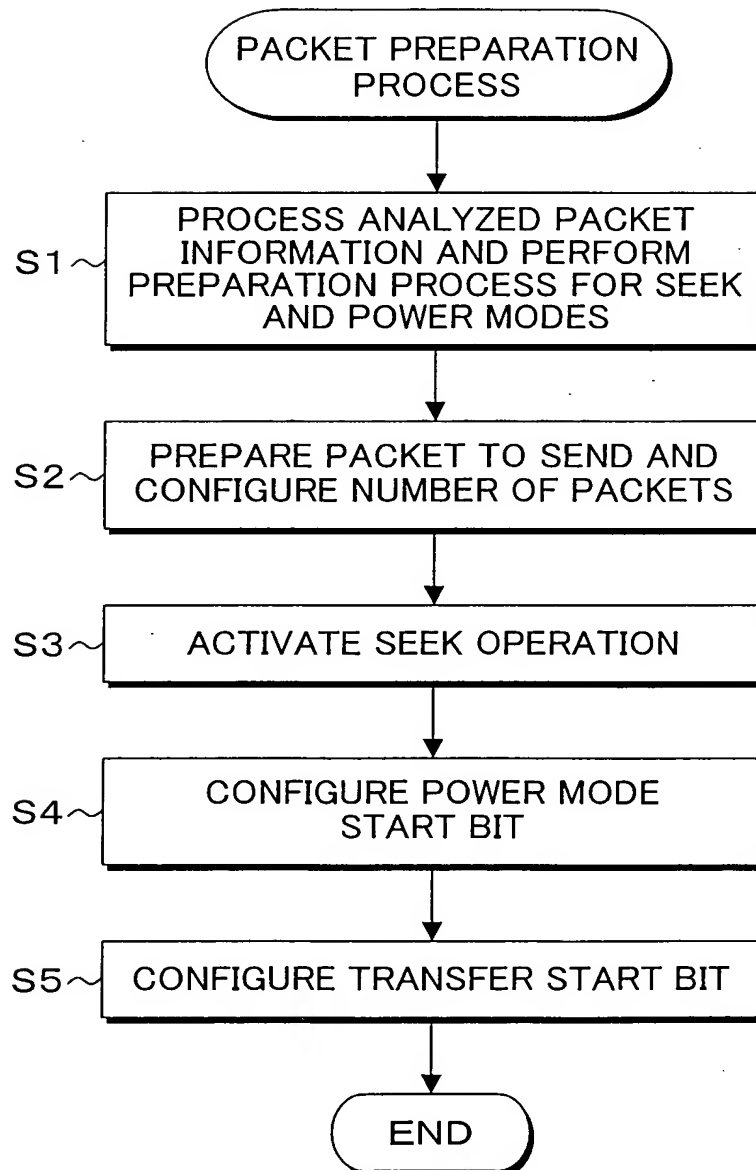 PACKET PREPARATION
PROCESS
S1
PROCESS ANALYZED PACKET
INFORMATION AND PERFORM
PREPARATION PROCESS FOR SEEK
AND POWER MODES
S2
PREPARE PACKET TO SEND AND
CONFIGURE NUMBER OF PACKETS
S3
ACTIVATE SEEK OPERATION
S4
CONFIGURE POWER MODE
START BIT
S5
CONFIGURE TRANSFER START BIT
END